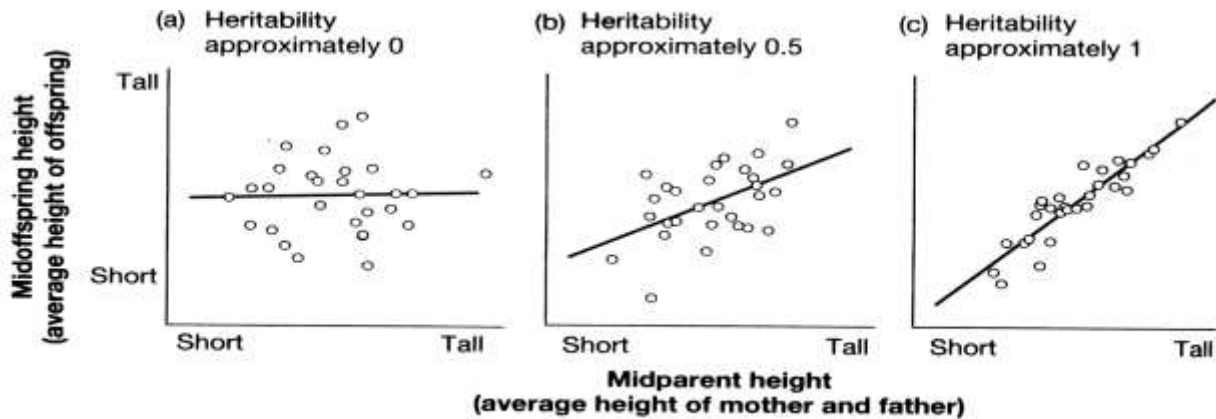 (a) Heritability
approximately 0
(b) Heritability
approximately 0.5
(c) Heritability
approximately 1
Midoffspring height
(average height of offspring)
Tall
Short
Short Tall
Short Tall
Short Tall
Midparent height
(average height of mother and father)